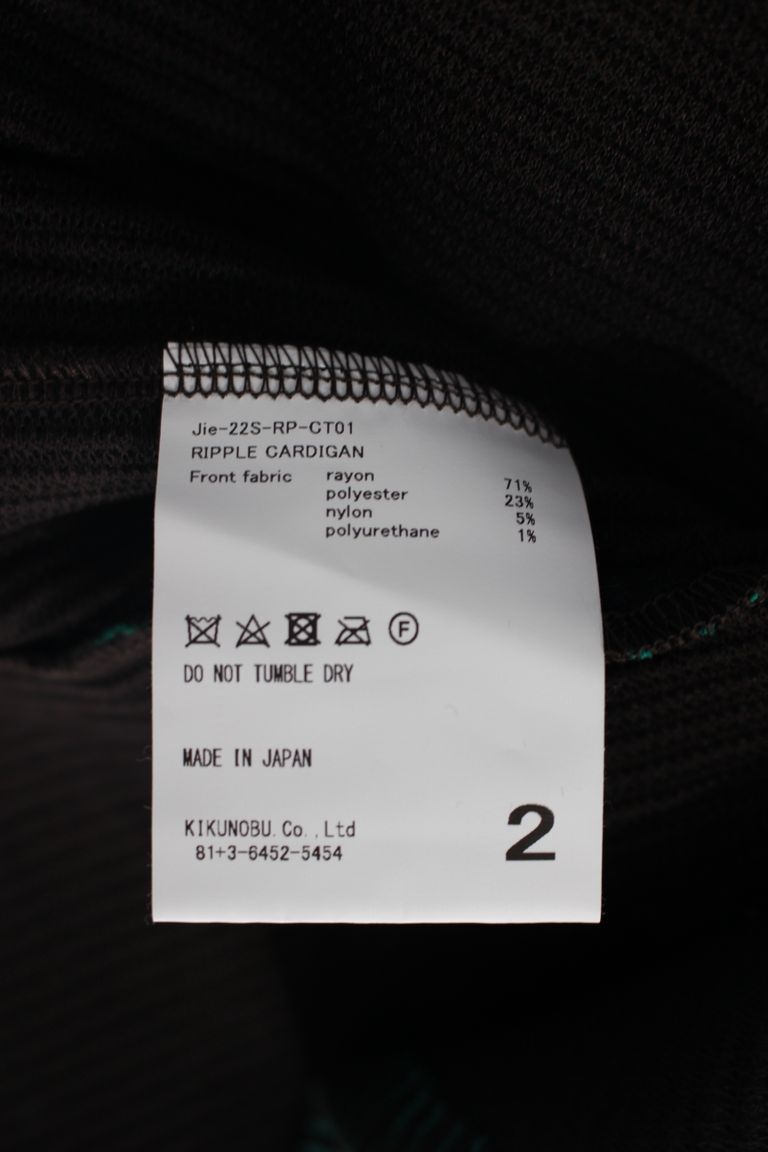 Jie-22S-RP-CT01
RIPPLE CARDIGAN
Front fabric rayon 71%
polyester 23%
nylon 5%
polyurethane 1%
F
DO NOT TUMBLE DRY
MADE IN JAPAN
KIKUNOBU.Co.,Ltd
81+3-6452-5454
2